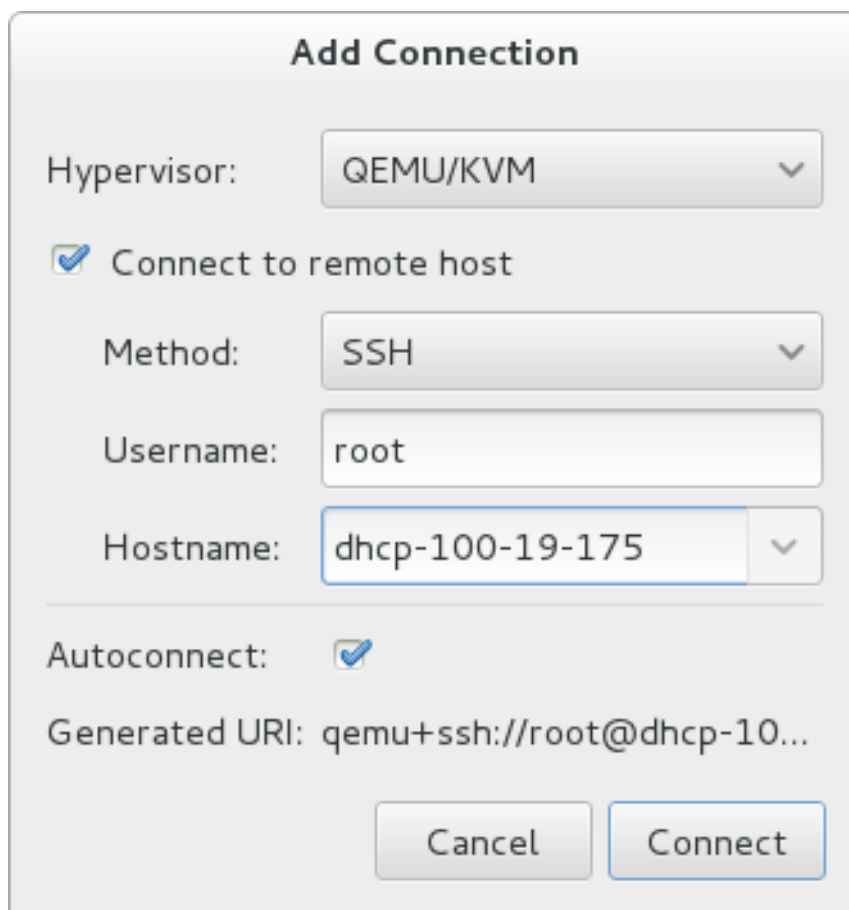 Add Connection
Hypervisor: QEMU/KVM
Connect to remote host
Method: SSH
Username: root
Hostname: dhcp-100-19-175
Autoconnect:
Generated URI: qemu+ssh://root@dhcp-10...
Cancel Connect